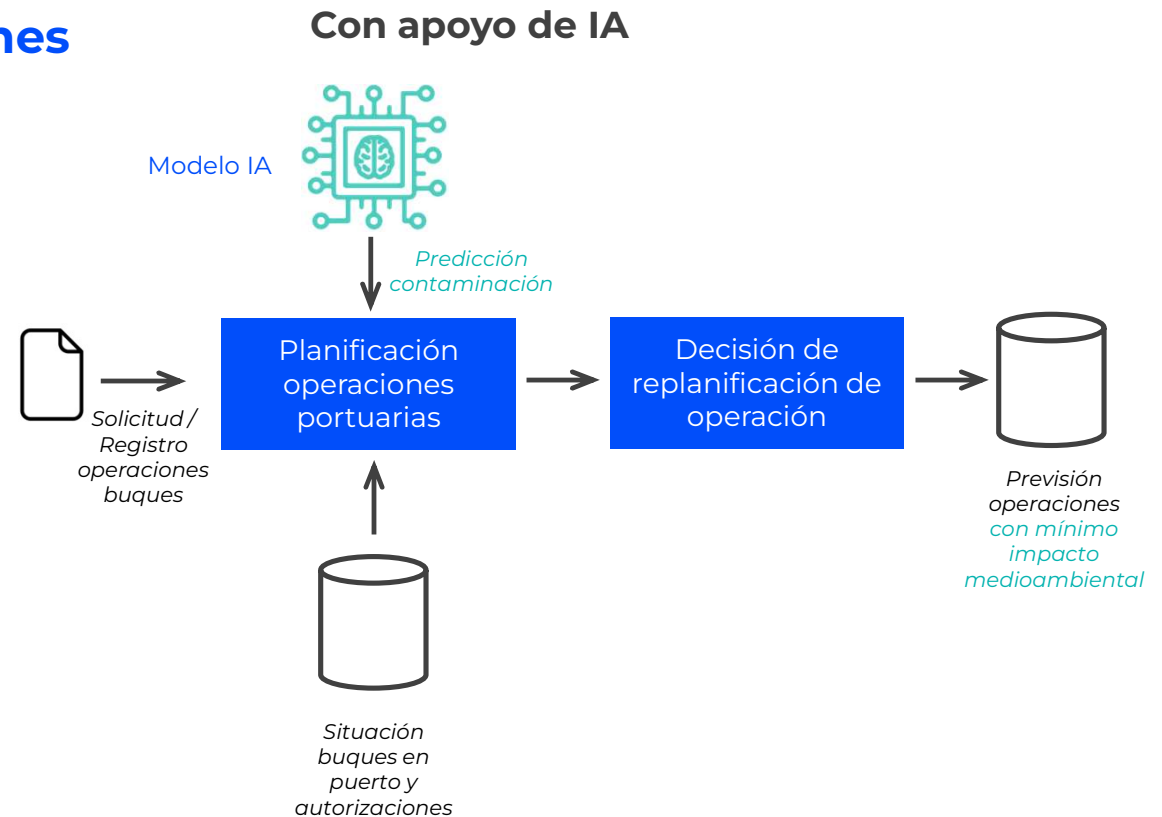 nes
Con apoyo de IA
Modelo IA
Predicción
contaminación
Solicitud /
Registro
operaciones
buques
Planificación
operaciones
portuarias
Decisión de
replanificación de
operación
Previsión
operaciones
con mínimo
impacto
medioambiental
Situación
buques en
puerto y
autorizaciones